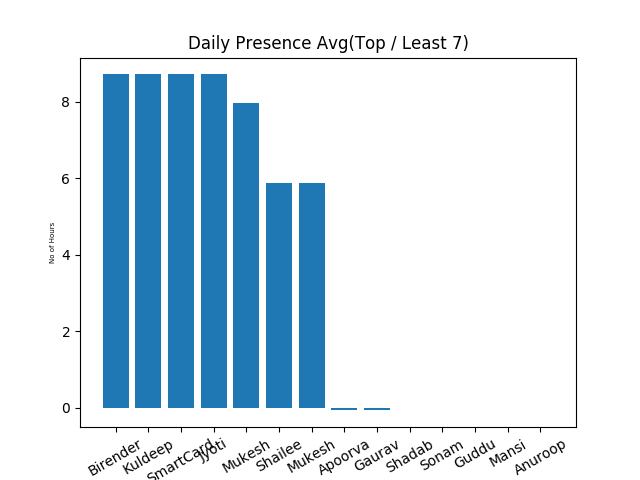 Daily Presence Avg(Top / Least 7)
No of Hours
8
6
4
2
0
Birender
Kuldeep
SmartCard
Jyoti
Mukesh
Shailee
Mukesh
Apoorva
Gaurav
Shadab
Sonam
Guddu
Mansi
Anuroop